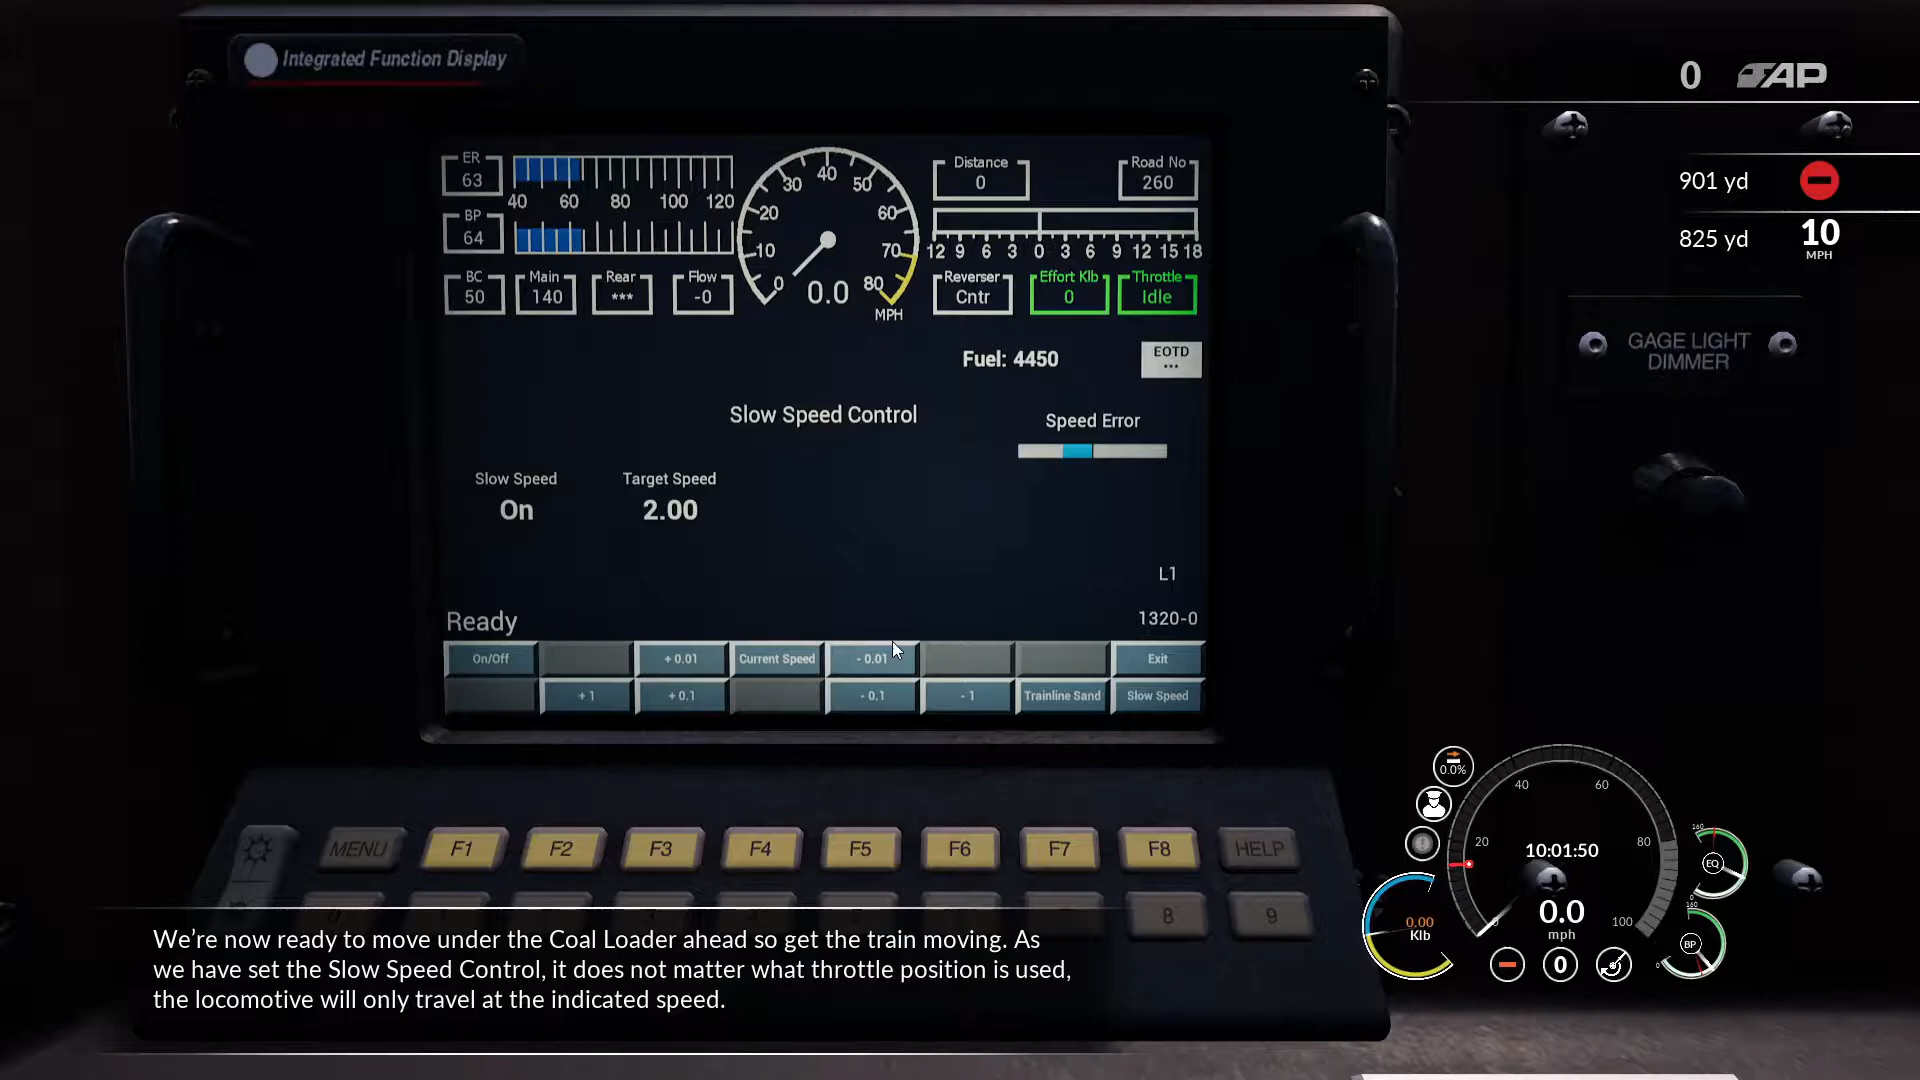 Integrated Function Display
0 AP
901 yd
825 yd 10
MPH
ER
63
40 60 80 100 120
BP
64
BC
50
Main
140
Rear
***
Flow
-0
0 10 20 30 40 50 60 70 80
0.0
MPH
Distance
0
Road No
260
12 9 6 3 0 3 6 9 12 15 18
Reverser
Cntr
Effort Klb
0
Throttle
Idle
Fuel: 4450
EOTD
***
Slow Speed Control
Speed Error
Slow Speed
On
Target Speed
2.00
L1
Ready
1320-0
On/Off + 0.01 Current Speed - 0.01 Exit
+ 1 + 0.1 - 0.1 - 1 Trainline Sand Slow Speed
GAGE LIGHT
DIMMER
MENU F1 F2 F3 F4 F5 F6 F7 F8 HELP
8 9
We're now ready to move under the Coal Loader ahead so get the train moving. As
we have set the Slow Speed Control, it does not matter what throttle position is used,
the locomotive will only travel at the indicated speed.
0.0%
0 20 40 60 80 100
10:01:50
0.0
mph
0.00
Klb
0
160
EQ
0
160
BP
0